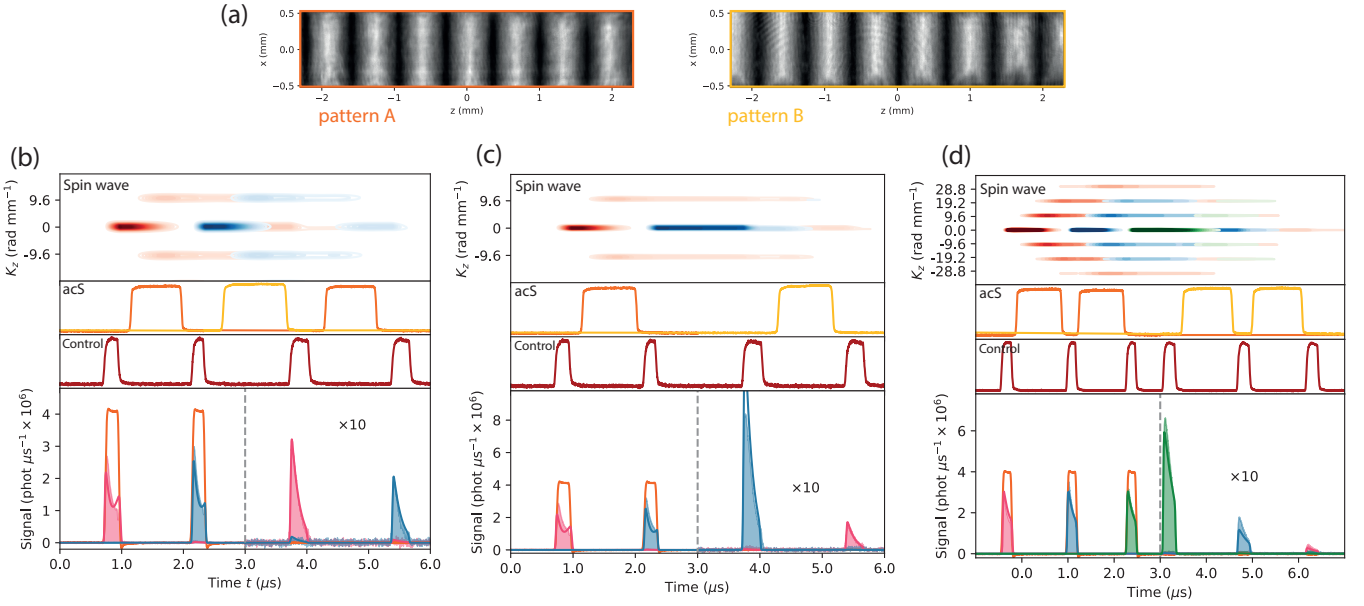 (a)
0.5
0.0
−0.5
x (mm)
−2 −1 0 1 2
z (mm)
pattern A
0.5
0.0
−0.5
x (mm)
−2 −1 0 1 2
z (mm)
pattern B
(b)
Spin wave
9.6
0
-9.6
K_z (rad mm⁻¹)
acS
Control
4
3
2
1
0
Signal (phot μs⁻¹ × 10⁶)
×10
0.0 1.0 2.0 3.0 4.0 5.0 6.0
Time t (μs)
(c)
Spin wave
9.6
0
-9.6
K_z (rad mm⁻¹)
acS
Control
8
6
4
2
0
Signal (phot μs⁻¹ × 10⁶)
×10
0.0 1.0 2.0 3.0 4.0 5.0 6.0
Time (μs)
(d)
Spin wave
28.8
19.2
9.6
0.0
-9.6
-19.2
-28.8
K_z (rad mm⁻¹)
acS
Control
6
4
2
0
Signal (phot μs⁻¹ × 10⁶)
×10
0.0 1.0 2.0 3.0 4.0 5.0 6.0
Time (μs)